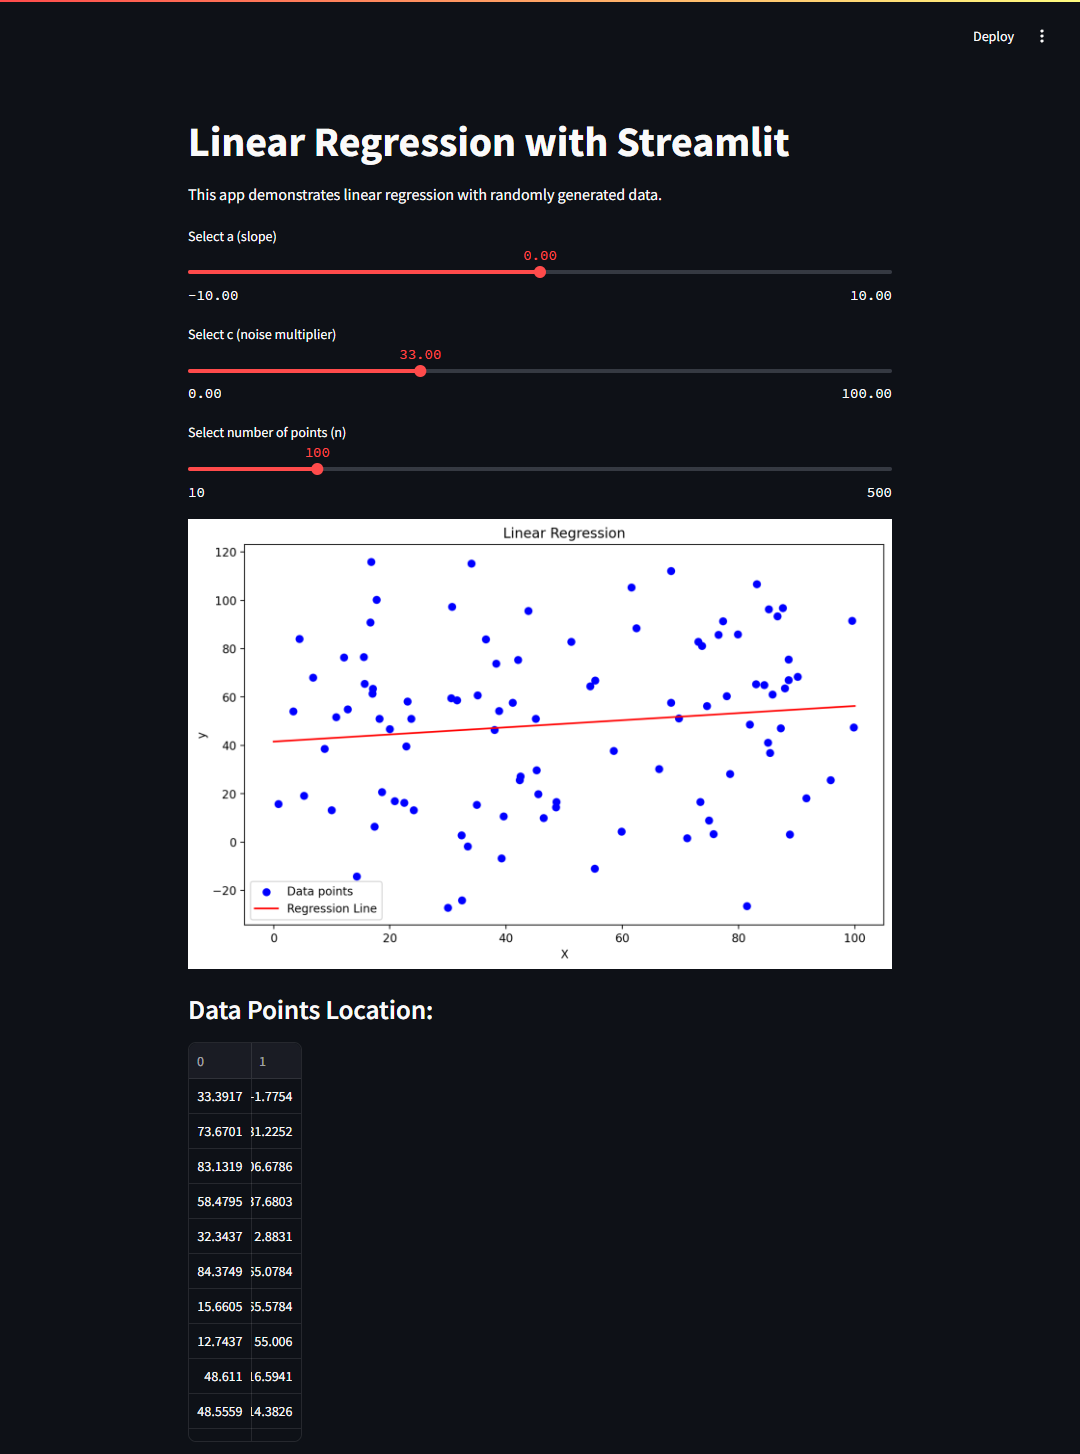 Deploy
Linear Regression with Streamlit
This app demonstrates linear regression with randomly generated data.
Select a (slope)
0.00
-10.00 10.00
Select c (noise multiplier)
33.00
0.00 100.00
Select number of points (n)
100
10 500
Linear Regression
120
100
80
60
40
20
0
−20
y
Data points
Regression Line
0 20 40 60 80 100
X
Data Points Location:
0 1
33.3917 -1.7754
73.6701 31.2252
83.1319 06.6786
58.4795 37.6803
32.3437 2.8831
84.3749 65.0784
15.6605 65.5784
12.7437 55.006
48.611 16.5941
48.5559 14.3826